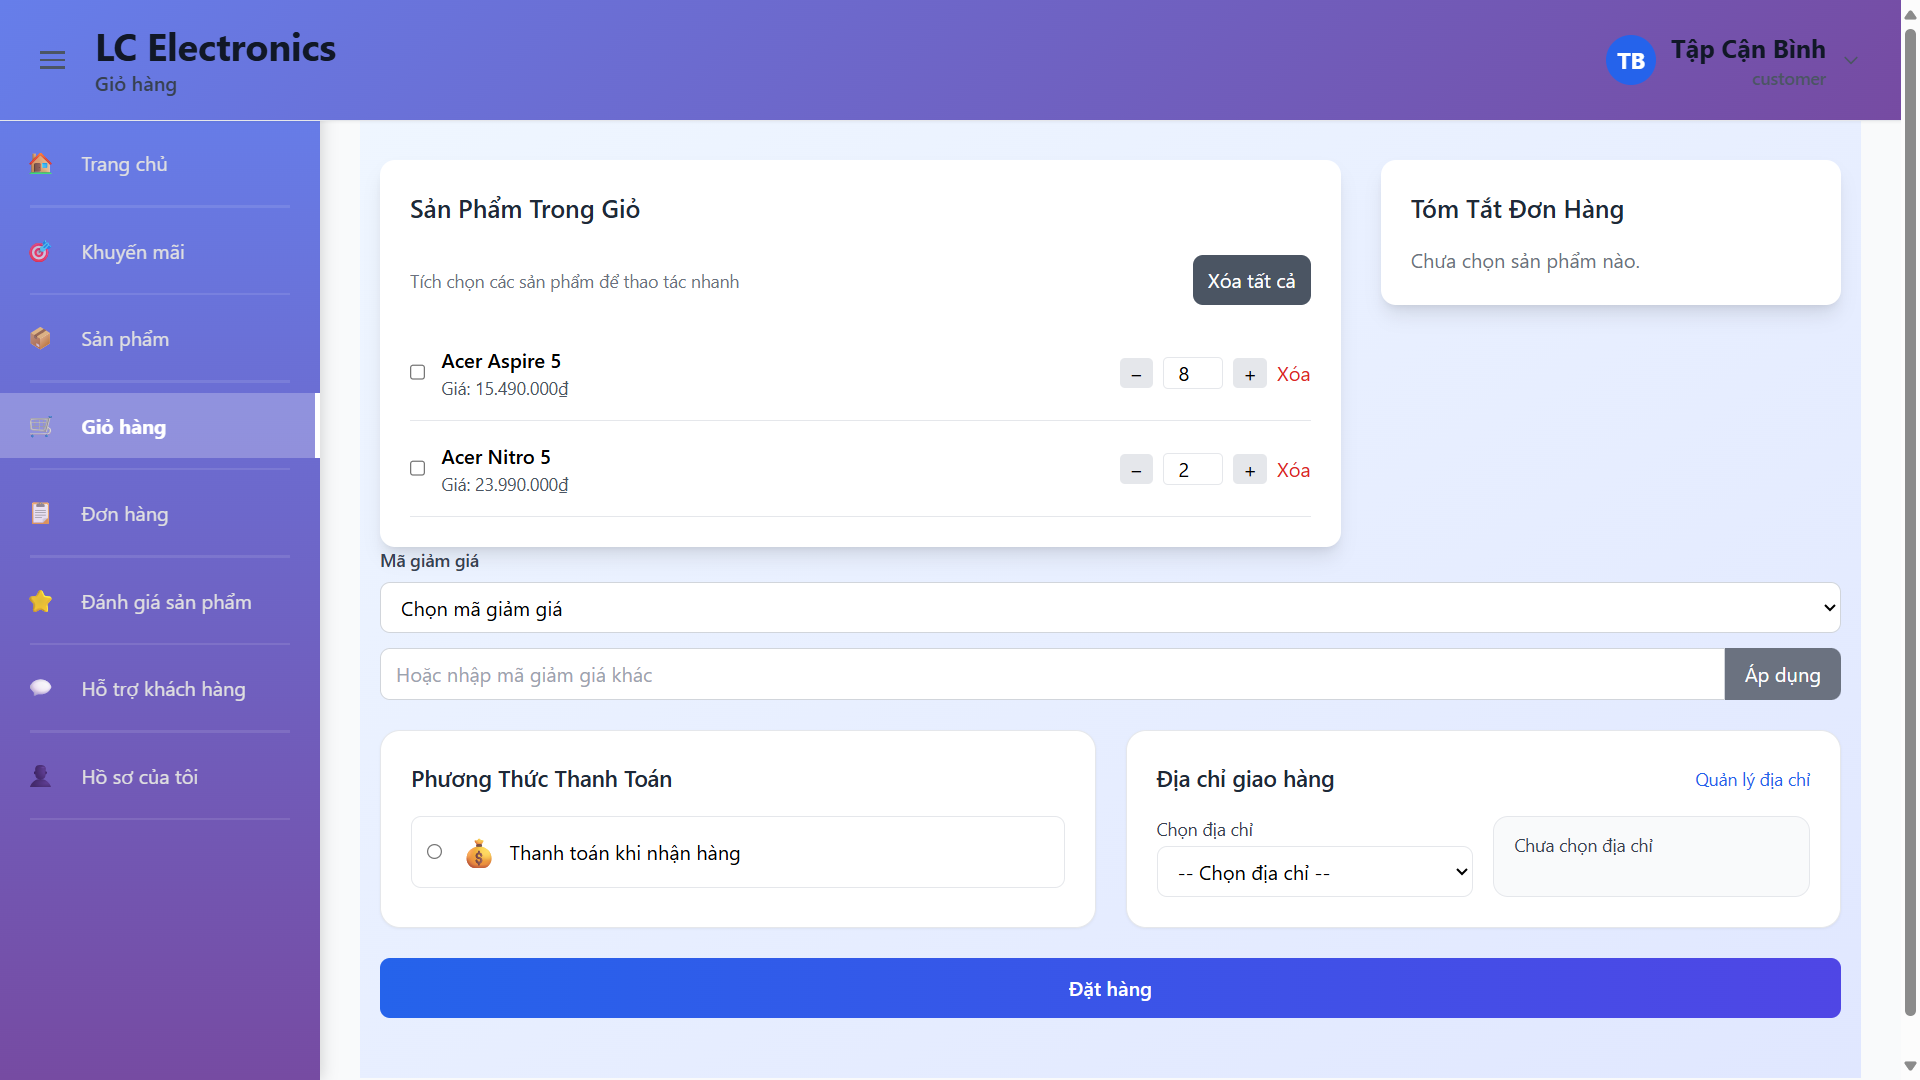 LC Electronics
Giỏ hàng
TB
Tập Cận Bình
customer
Trang chủ
Khuyến mãi
Sản phẩm
Giỏ hàng
Đơn hàng
Đánh giá sản phẩm
Hỗ trợ khách hàng
Hồ sơ của tôi
Sản Phẩm Trong Giỏ
Tích chọn các sản phẩm để thao tác nhanh
Xóa tất cả
Acer Aspire 5
Giá: 15.490.000₫
− 8 + Xóa
Acer Nitro 5
Giá: 23.990.000₫
− 2 + Xóa
Tóm Tắt Đơn Hàng
Chưa chọn sản phẩm nào.
Mã giảm giá
Chọn mã giảm giá
Hoặc nhập mã giảm giá khác
Áp dụng
Phương Thức Thanh Toán
Thanh toán khi nhận hàng
Địa chỉ giao hàng
Quản lý địa chỉ
Chọn địa chỉ
-- Chọn địa chỉ --
Chưa chọn địa chỉ
Đặt hàng